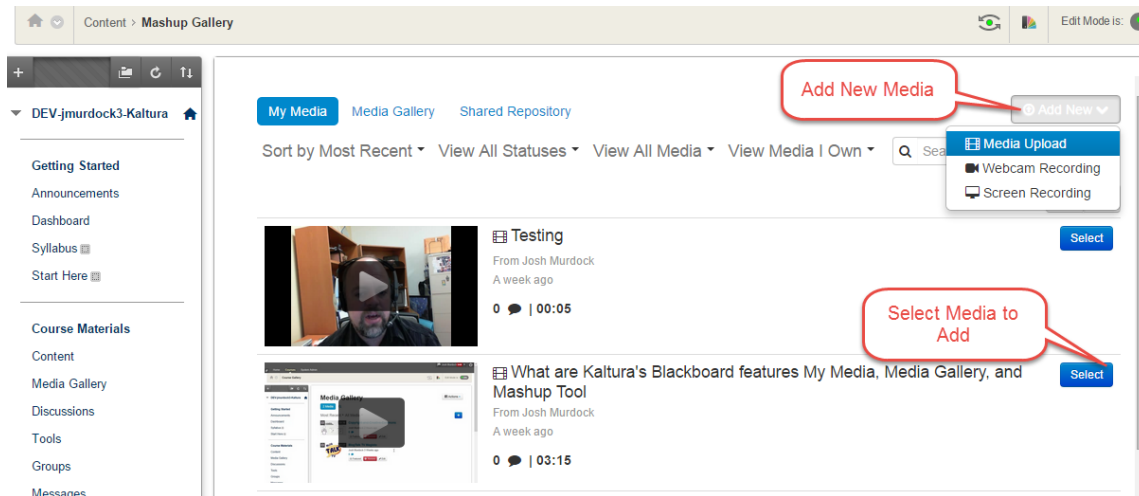 Content > Mashup Gallery
Edit Mode is:
DEV-jmurdock3-Kaltura
Getting Started
Announcements
Dashboard
Syllabus
Start Here
Course Materials
Content
Media Gallery
Discussions
Tools
Groups
Messages
My Media Media Gallery Shared Repository
Add New Media
Add New
Sort by Most Recent View All Statuses View All Media View Media I Own
Media Upload
Webcam Recording
Screen Recording
Testing
From Josh Murdock
A week ago
0 | 00:05
Select
Select Media to
Add
What are Kaltura's Blackboard features My Media, Media Gallery, and
Mashup Tool
From Josh Murdock
A week ago
0 | 03:15
Select
Media Gallery